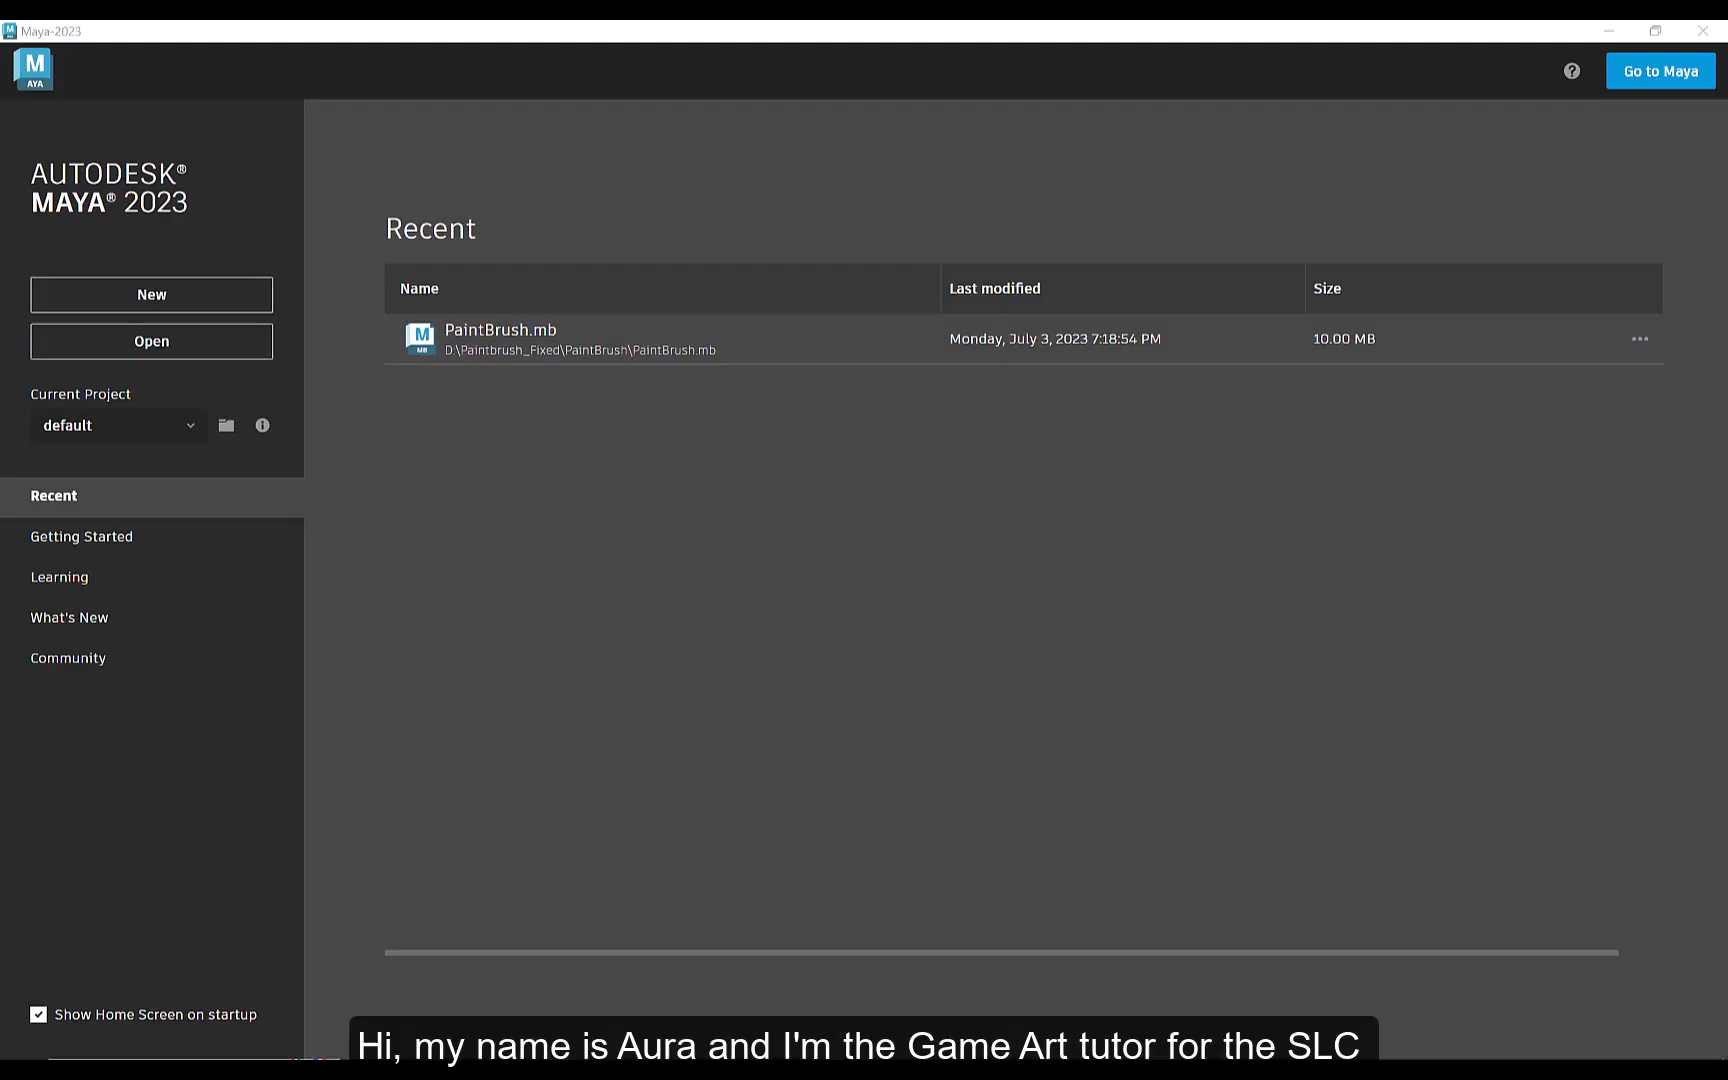 Maya-2023
M
AYA
Go to Maya
AUTODESK®
MAYA® 2023
New
Open
Current Project
default
Recent
Getting Started
Learning
What's New
Community
Show Home Screen on startup
Recent
Name Last modified Size
PaintBrush.mb Monday, July 3, 2023 7:18:54 PM 10.00 MB
D:\Paintbrush_Fixed\PaintBrush\PaintBrush.mb
Hi, my name is Aura and I'm the Game Art tutor for the SLC